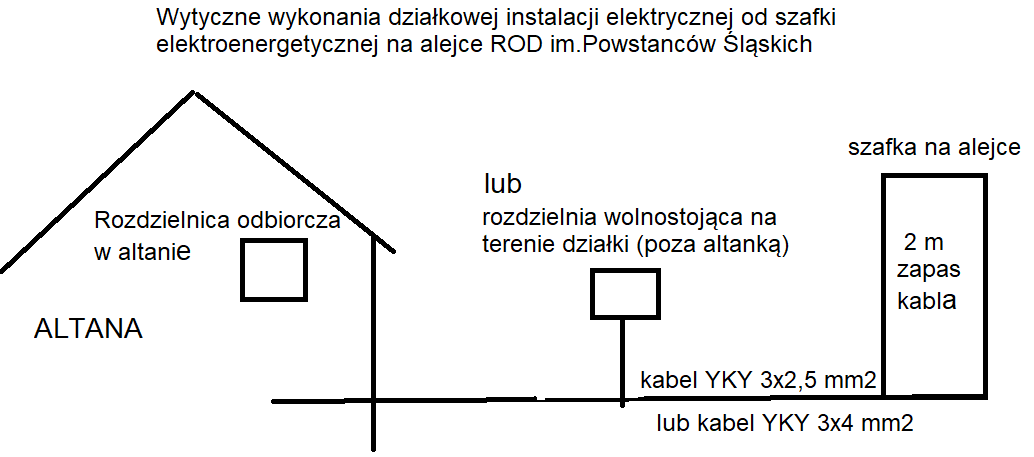 Wytyczne wykonania działkowej instalacji elektrycznej od szafki
elektroenergetycznej na alejce ROD im.Powstanców Śląskich
szafka na alejce
lub
rozdzielnia wolnostojąca na
terenie działki (poza altanką)
Rozdzielnica odbiorcza
w altanie
2 m
zapas
kabla
ALTANA
kabel YKY 3x2,5 mm2
lub kabel YKY 3x4 mm2